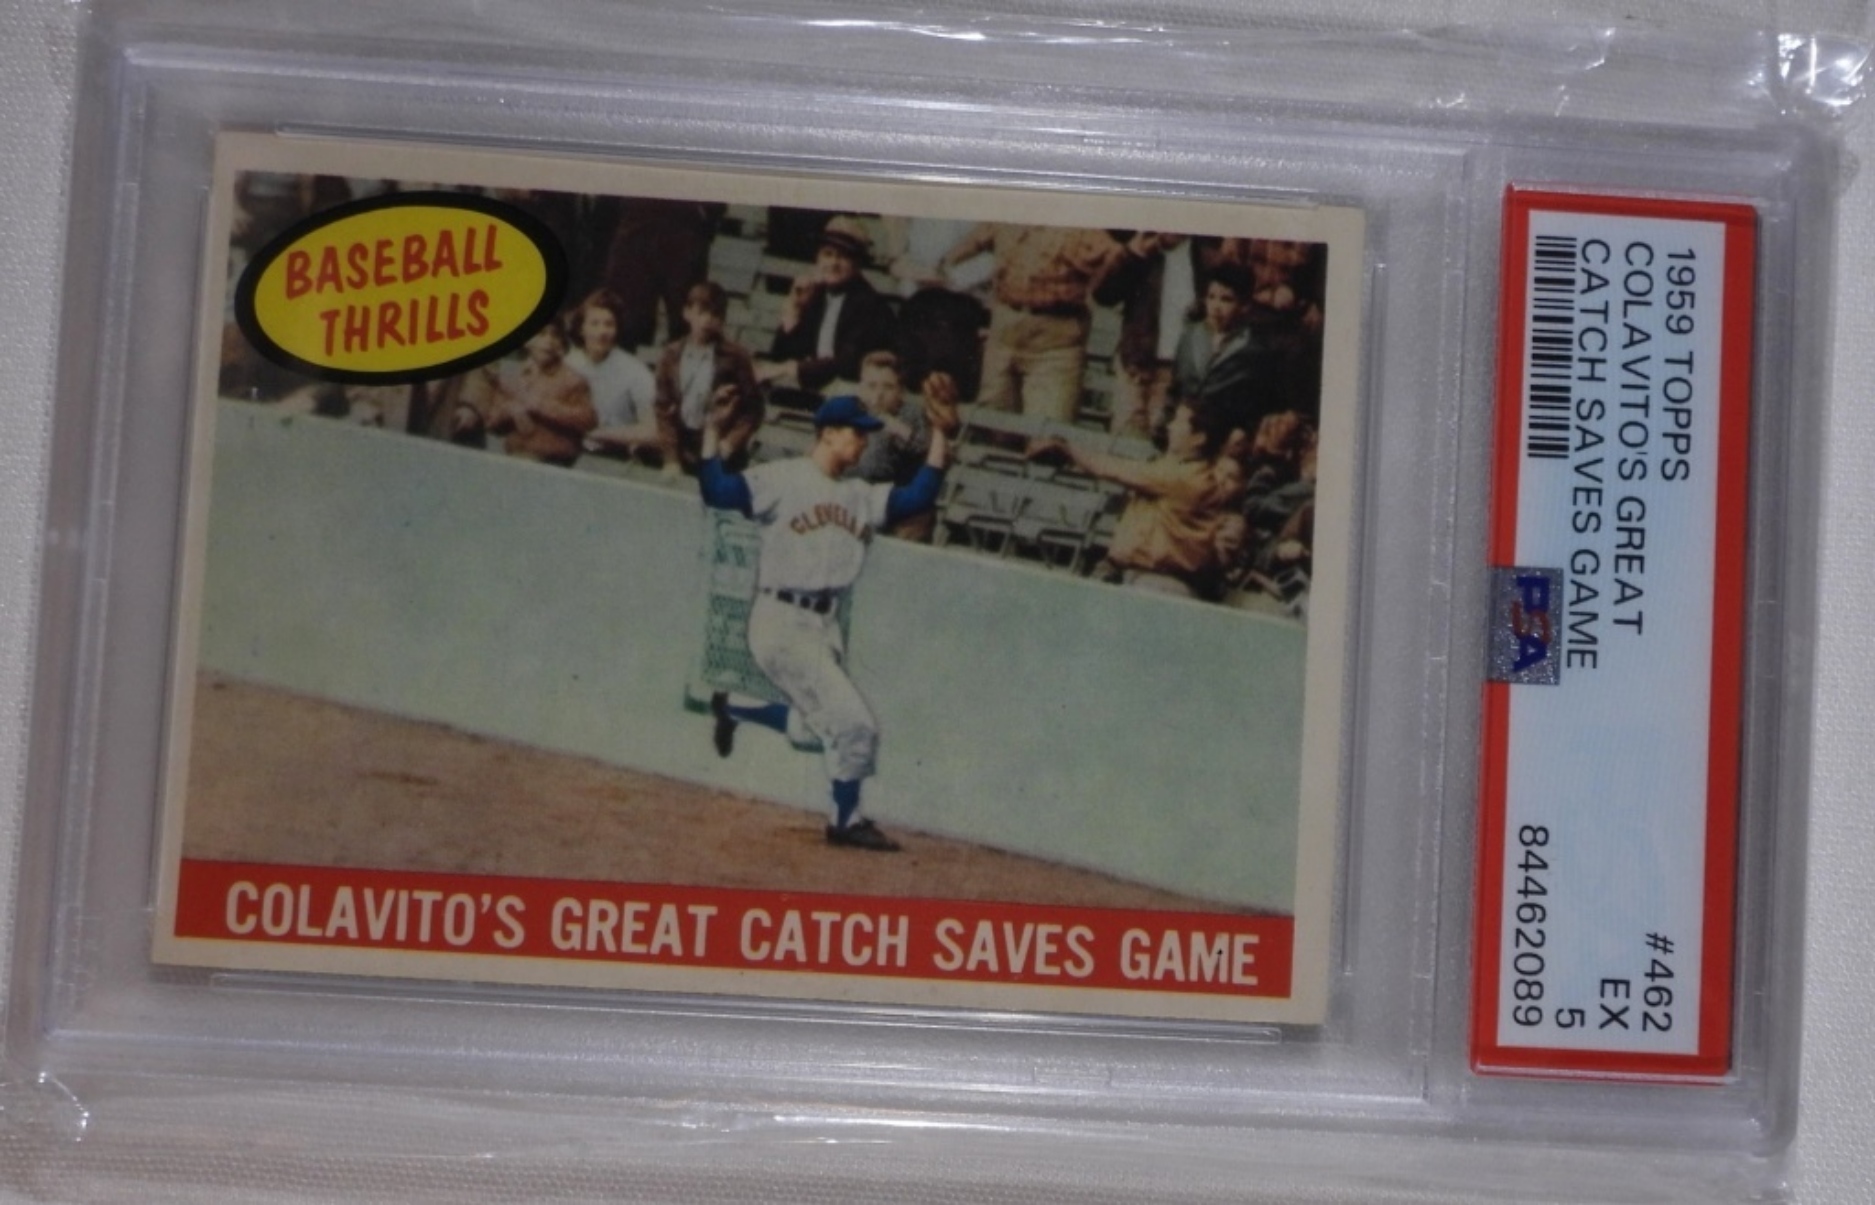 BASEBALL
THRILLS
CLEVELA
COLAVITO'S GREAT CATCH SAVES GAME
1959 TOPPS
COLAVITO'S GREAT
CATCH SAVES GAME
#462
EX
5
84462089
PSA